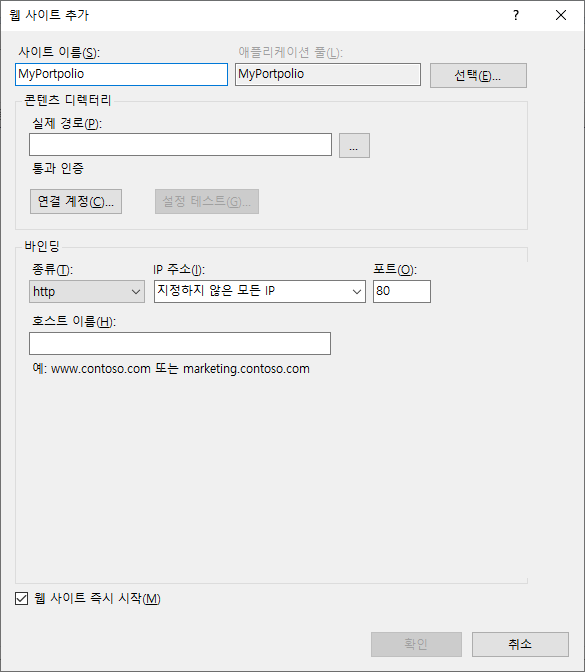 웹 사이트 추가 ?
사이트 이름(S): 애플리케이션 풀(L):
MyPortpolio MyPortpolio 선택(E)...
콘텐츠 디렉터리
실제 경로(P):
...
통과 인증
연결 계정(C)... 설정 테스트(G)...
바인딩
종류(T): IP 주소(I): 포트(O):
http 지정하지 않은 모든 IP 80
호스트 이름(H):
예: www.contoso.com 또는 marketing.contoso.com
웹 사이트 즉시 시작(M)
확인 취소